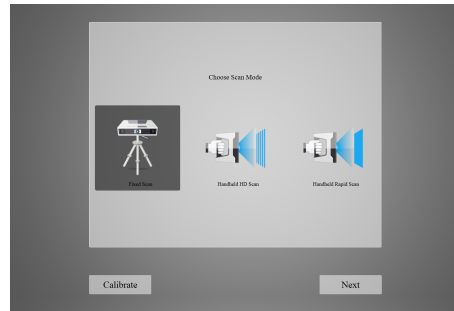 Choose Scan Mode
Fixed Scan
Handheld HD Scan
Handheld Rapid Scan
Calibrate
Next